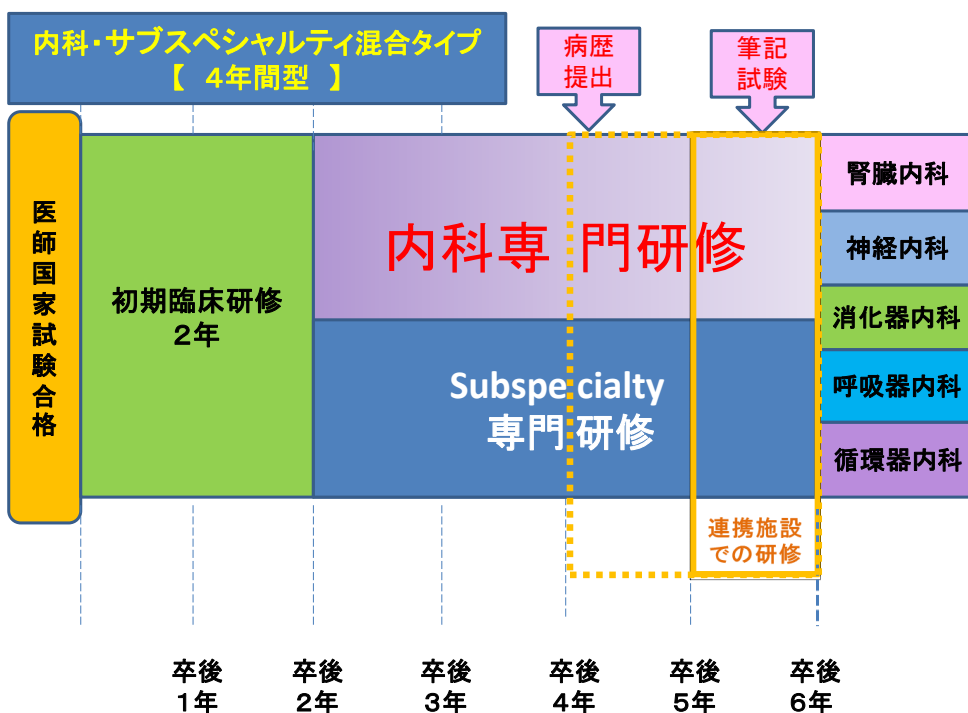 内科・サブスペシャルティ混合タイプ
【 4年間型 】
病歴
提出
筆記
試験
医師国家試験合格
初期臨床研修
2年
内科専 門研修
Subspe cialty
専門 研修
連携施設
での研修
腎臓内科
神経内科
消化器内科
呼吸器内科
循環器内科
卒後
1年
卒後
2年
卒後
3年
卒後
4年
卒後
5年
卒後
6年